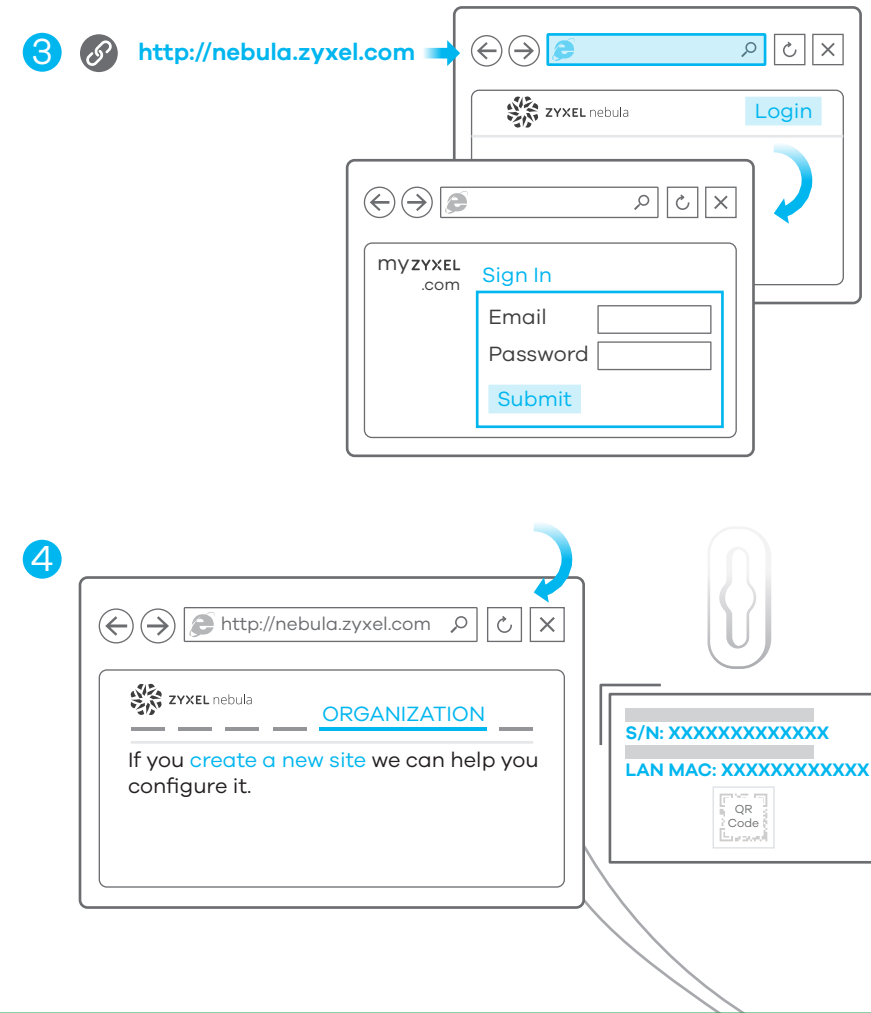 3 http://nebula.zyxel.com
ZYXEL nebula Login
myZYXEL
.com
Sign In
Email
Password
Submit
4
http://nebula.zyxel.com
ZYXEL nebula
ORGANIZATION
If you create a new site we can help you
configure it.
S/N: XXXXXXXXXXXXX
LAN MAC: XXXXXXXXXXXX
QR
Code